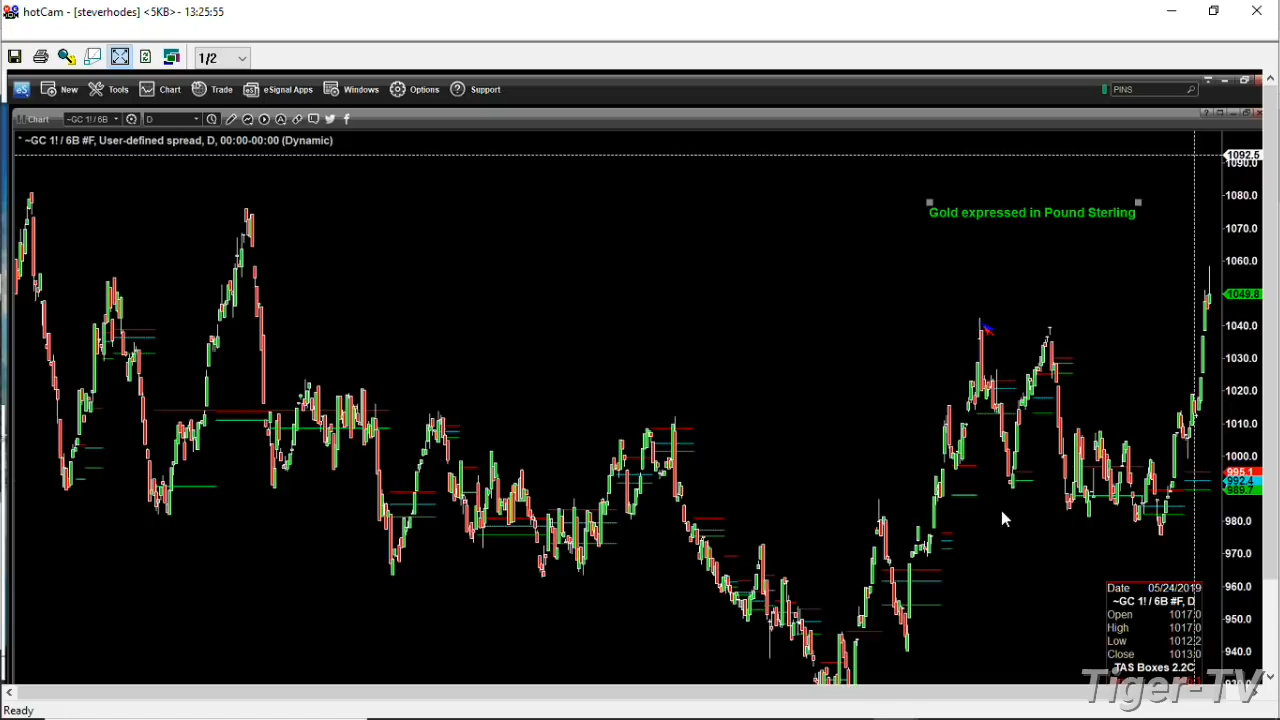 hotCam - [steverhodes] <5KB> - 13:25:55
1/2
eS New Tools Chart Trade eSignal Apps Windows Options Support PINS
Chart ~GC 1! / 6B D
* ~GC 1! / 6B #F, User-defined spread, D, 00:00-00:00 (Dynamic)
1092.5
1090.0
1080.0
Gold expressed in Pound Sterling
1070.0
1060.0
1049.8
1040.0
1030.0
1020.0
1010.0
1000.0
995.1
992.4
989.7
980.0
970.0
960.0
950.0
940.0
Date 05/24/2019
~GC 1! / 6B #F, D
Open 1017.0
High 1017.0
Low 1012.2
Close 1013.0
TAS Boxes 2.2C
Tiger-TV
Ready